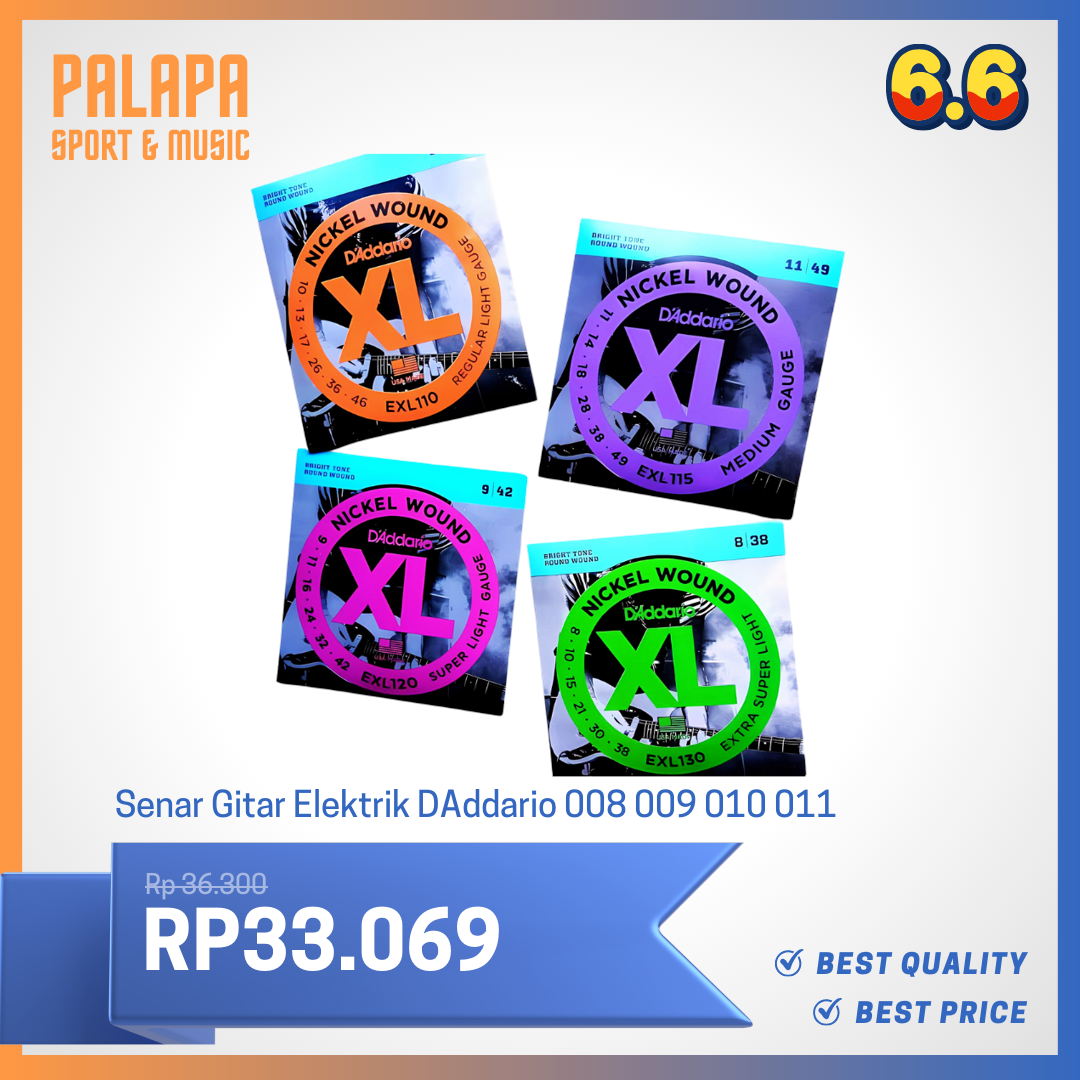 PALAPA
SPORT & MUSIC
6.6
BRIGHT TONE
ROUND WOUND
NICKEL WOUND
D'Addario
XL
USA MADE
10 · 13 · 17 · 26 · 36 · 46
EXL110
REGULAR LIGHT GAUGE
BRIGHT TONE
ROUND WOUND
11 | 49
NICKEL WOUND
D'Addario
XL
11 · 14 · 18 · 28 · 38 · 49
EXL115
MEDIUM GAUGE
BRIGHT TONE
ROUND WOUND
9 | 42
NICKEL WOUND
D'Addario
XL
9 · 11 · 16 · 24 · 32 · 42
EXL120
SUPER LIGHT GAUGE
BRIGHT TONE
ROUND WOUND
8 | 38
NICKEL WOUND
D'Addario
XL
8 · 10 · 15 · 21 · 30 · 38
EXL130
EXTRA SUPER LIGHT
Senar Gitar Elektrik DAddario 008 009 010 011
Rp 36.300
RP33.069
BEST QUALITY
BEST PRICE